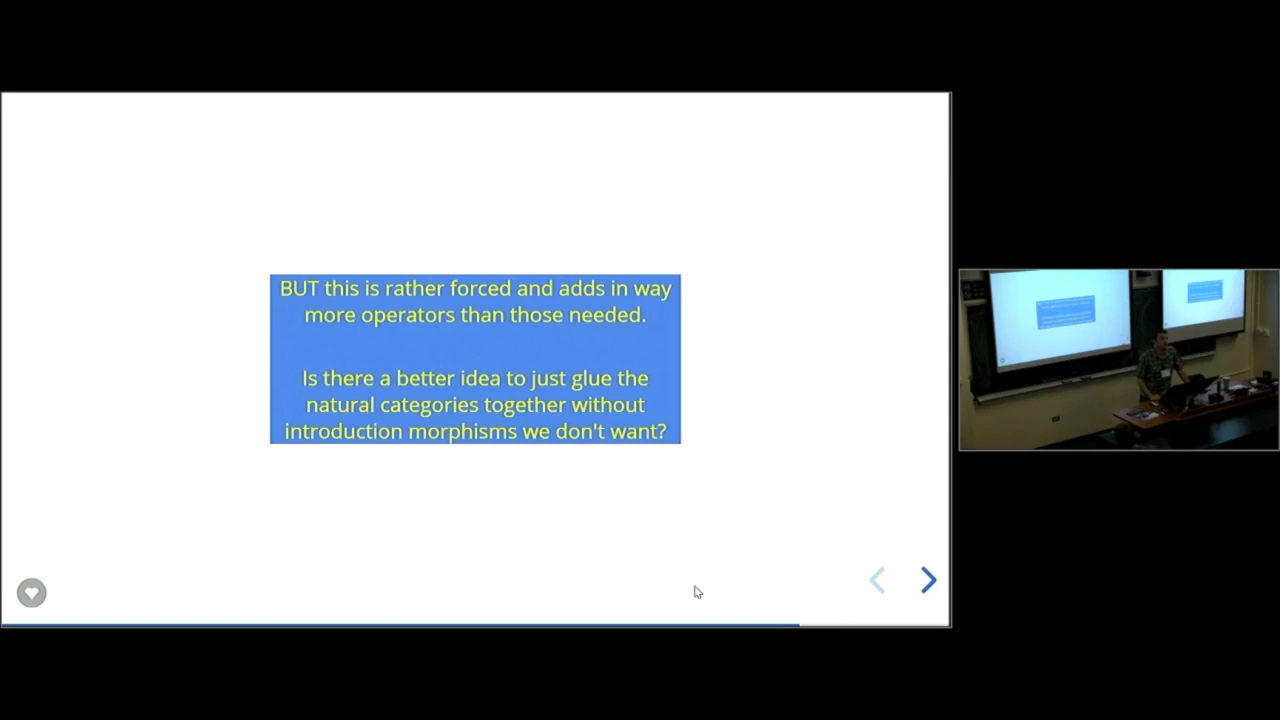 BUT this is rather forced and adds in way
more operators than those needed.
Is there a better idea to just glue the
natural categories together without
introduction morphisms we don't want?